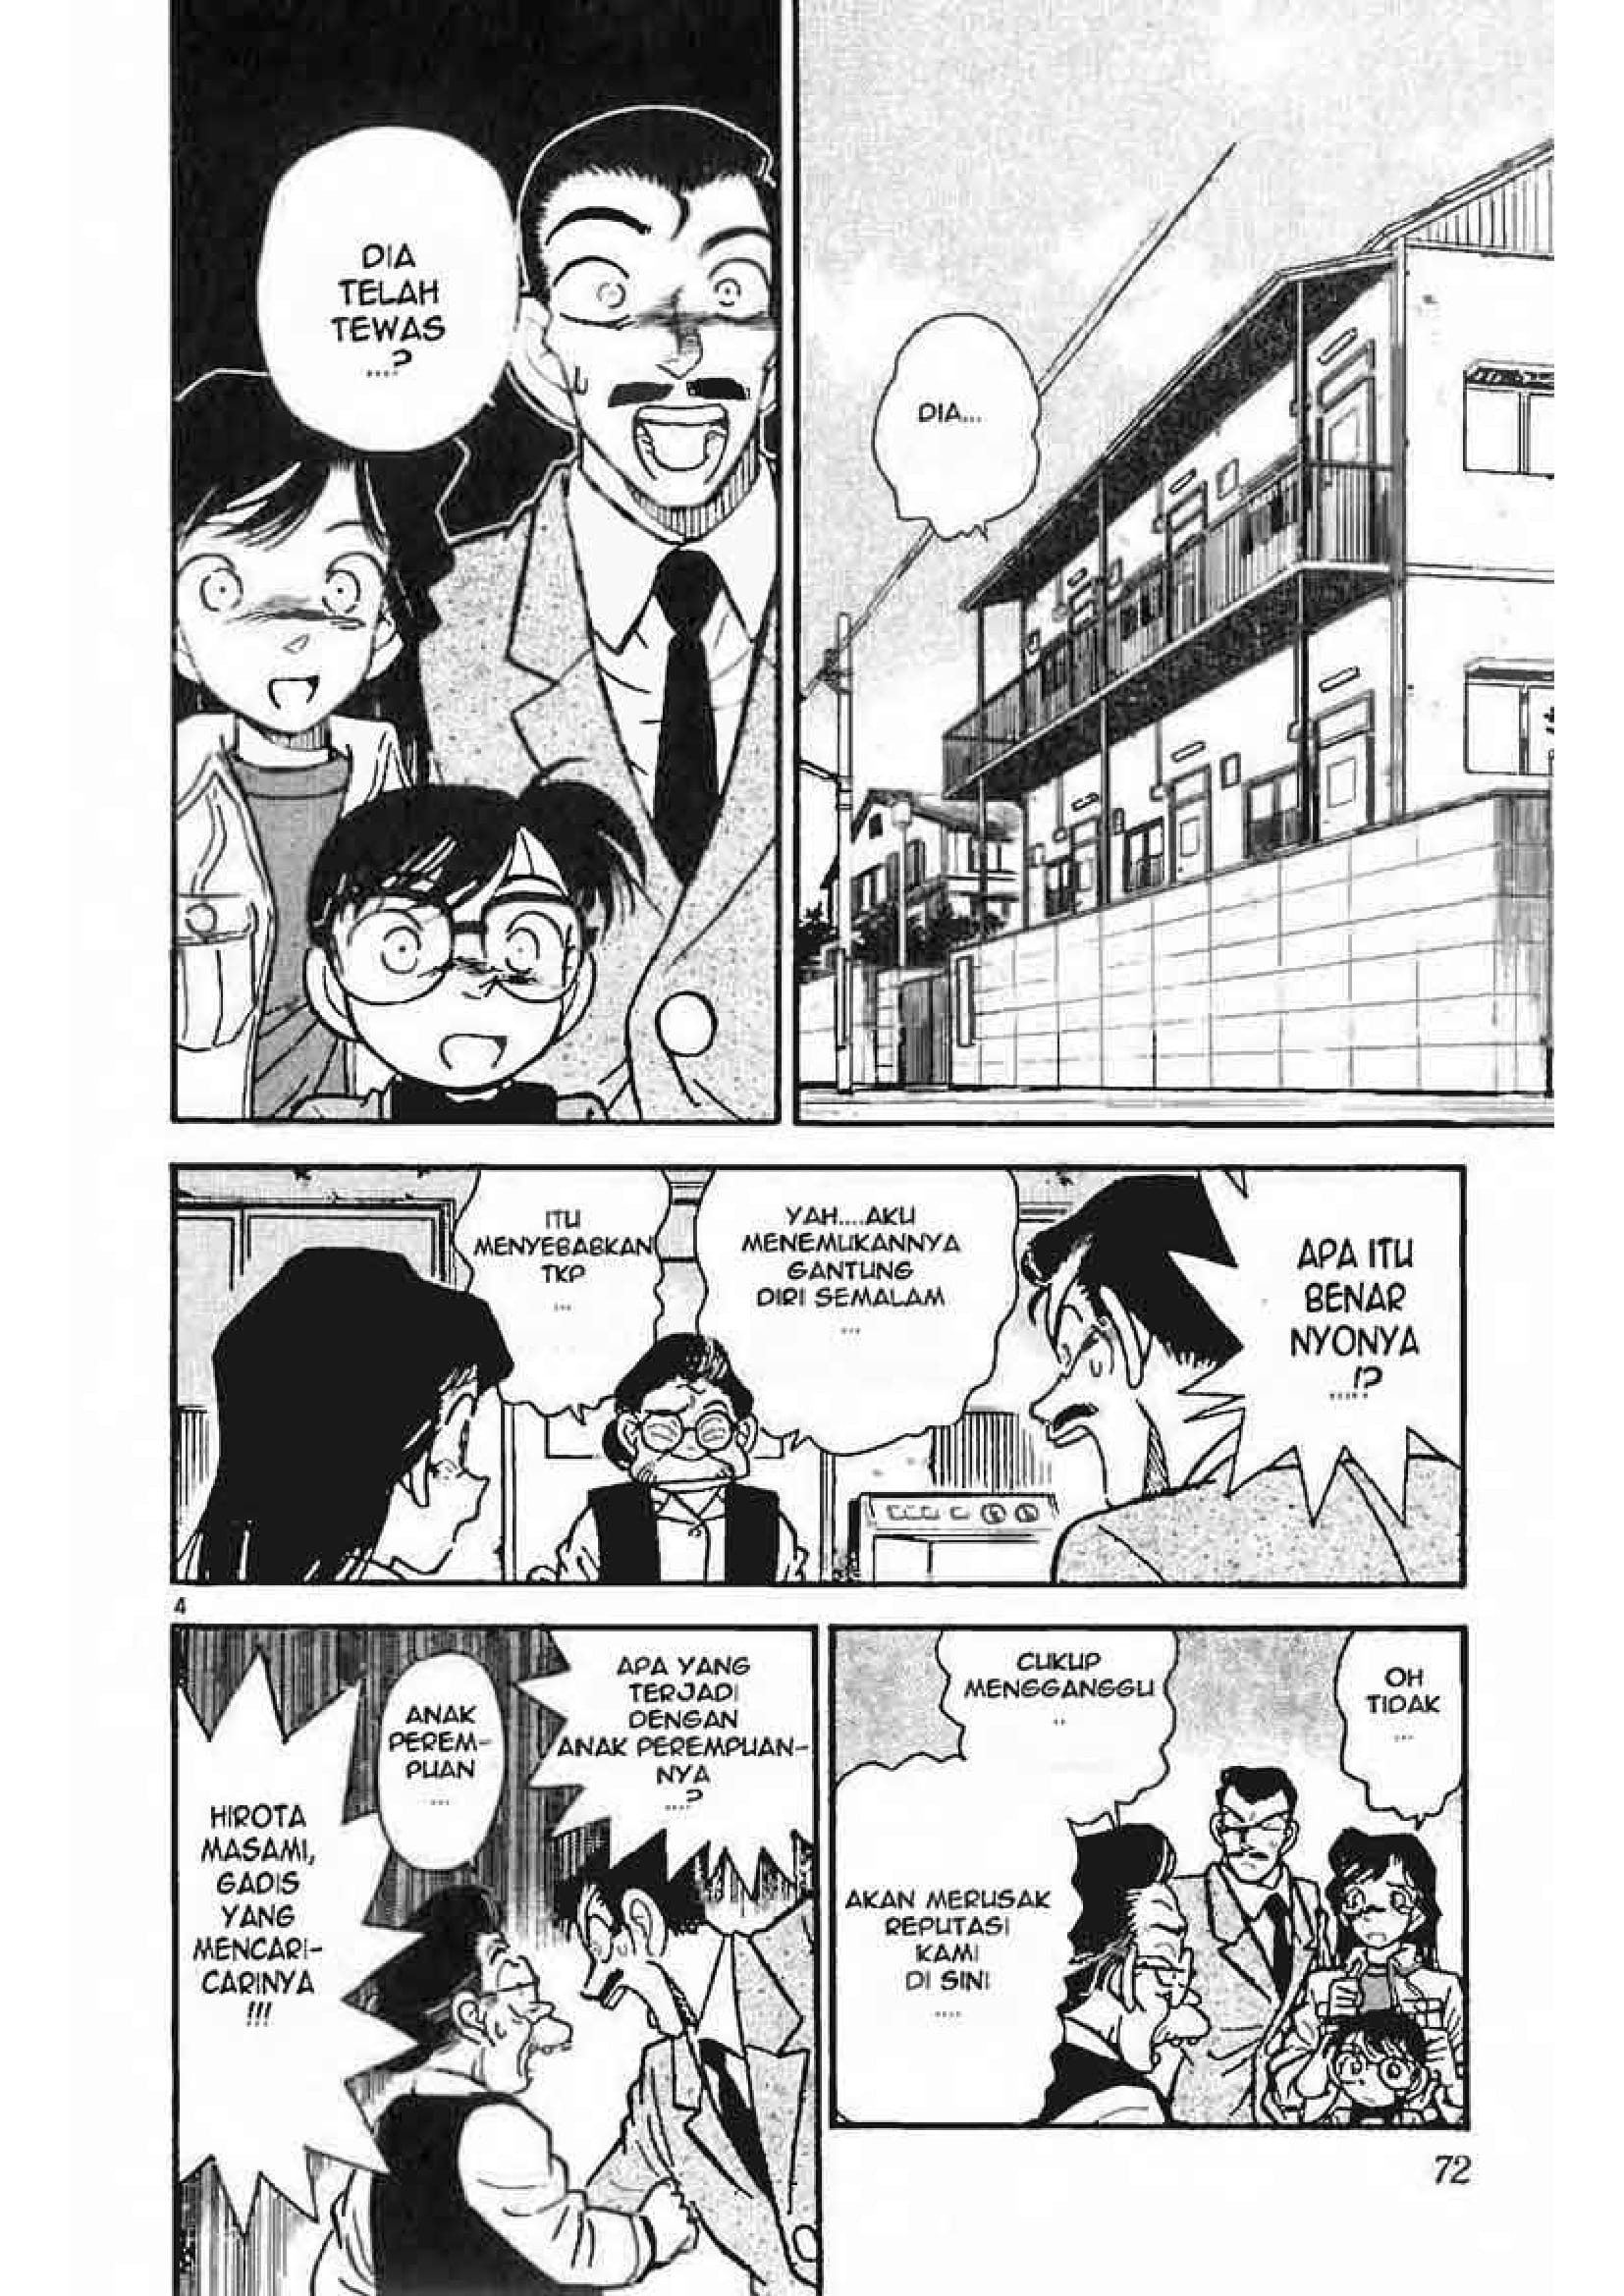 DIA...
DIA
TELAH
TEWAS
....?
APA ITU
BENAR
NYONYA
.....!?
YAH....AKU
MENEMUKANNYA
GANTUNG
DIRI SEMALAM
...
ITU
MENYEBABKAN
TKP
...
4
OH
TIDAK
...
CUKUP
MENGGANGGU
..
AKAN MERUSAK
REPUTASI
KAMI
DI SINI
....
APA YANG
TERJADI
DENGAN
ANAK PEREMPUAN-
NYA
....?
ANAK
PEREM-
PUAN
...
HIROTA
MASAMI,
GADIS
YANG
MENCARI-
CARINYA
!!!
72